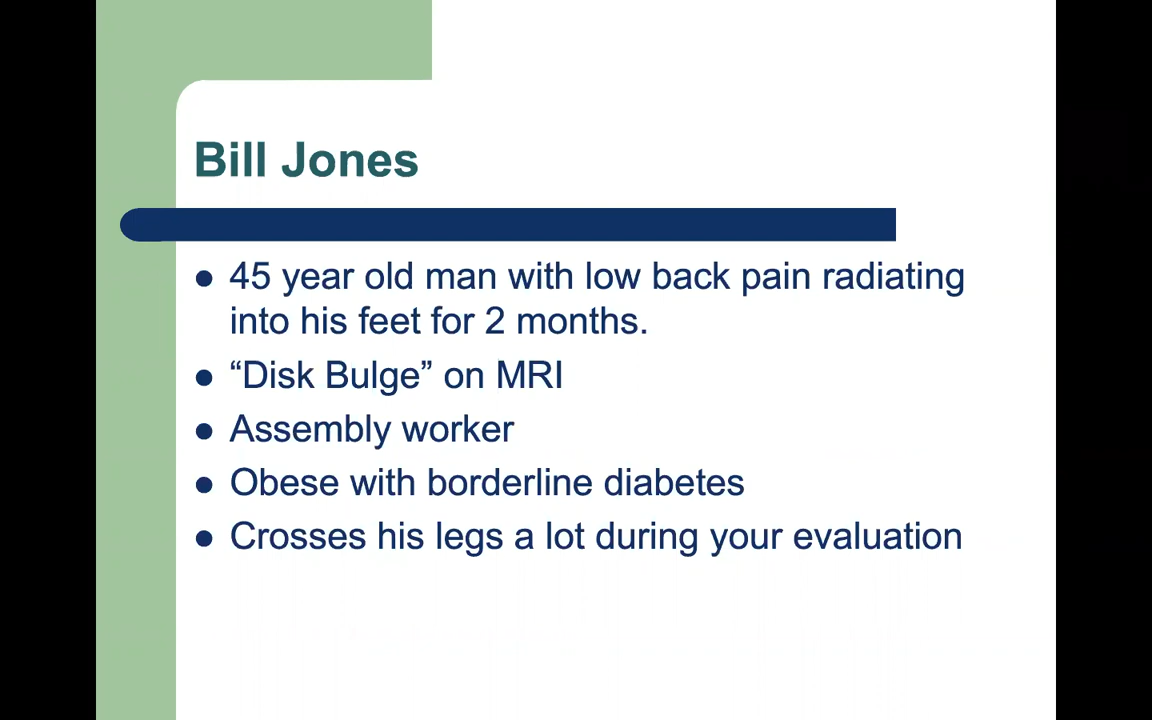 Bill Jones
● 45 year old man with low back pain radiating
into his feet for 2 months.
● “Disk Bulge” on MRI
● Assembly worker
● Obese with borderline diabetes
● Crosses his legs a lot during your evaluation